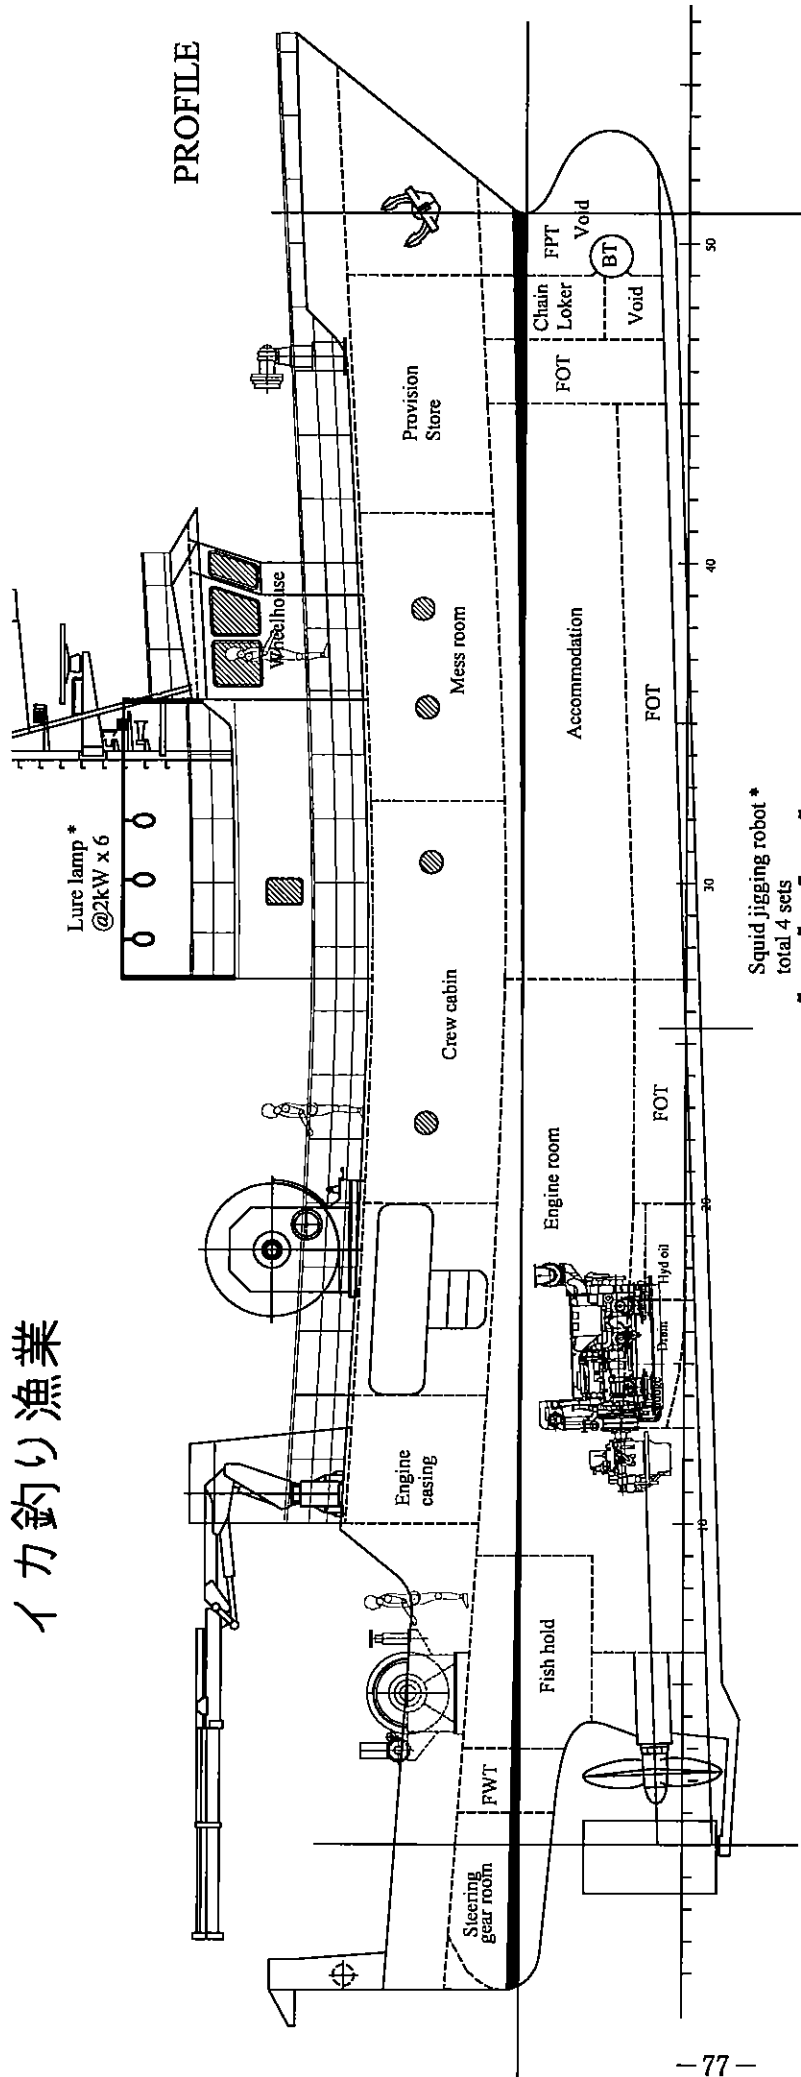 イカ釣り漁業
PROFILE
Lure lamp *
@2kW x 6
Wheelhouse
Engine
casing
Crew cabin
Mess room
Provision
Store
Steering
gear room
FWT
Fish hold
Engine room
Accommodation
FOT
Chain
Loker
Void
FPT
Void
BT
Hyd oil
Drain
FOT
FOT
10
20
30
40
50
Squid jigging robot *
total 4 sets
－77－